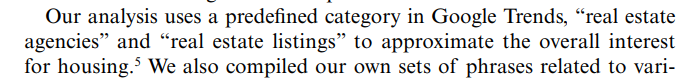 Our analysis uses a predefined category in Google Trends, “real estate
agencies” and “real estate listings” to approximate the overall interest
for housing.⁵ We also compiled our own sets of phrases related to vari-